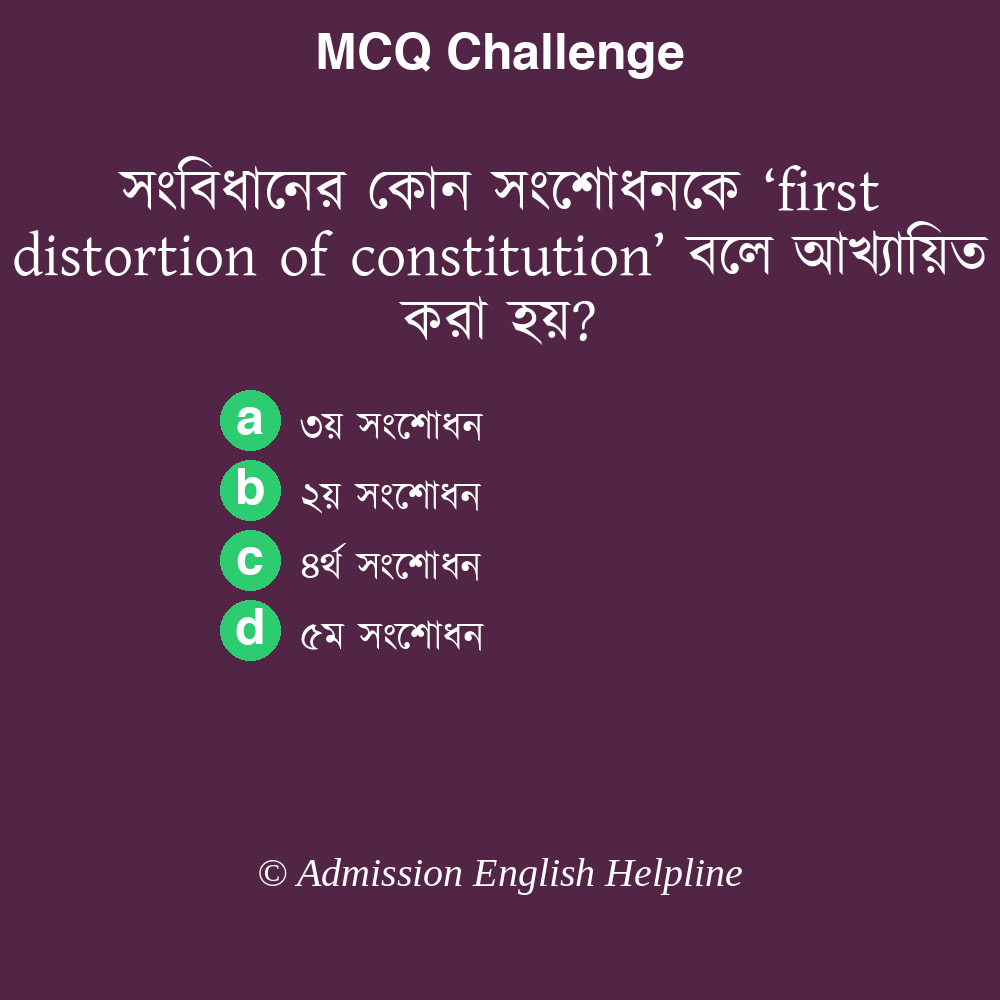 MCQ Challenge
সংবিধানের কোন সংশোধনকে ‘first
distortion of constitution’ বলে আখ্যায়িত
করা হয়?
a ৩য় সংশোধন
b ২য় সংশোধন
c ৪র্থ সংশোধন
d ৫ম সংশোধন
© Admission English Helpline